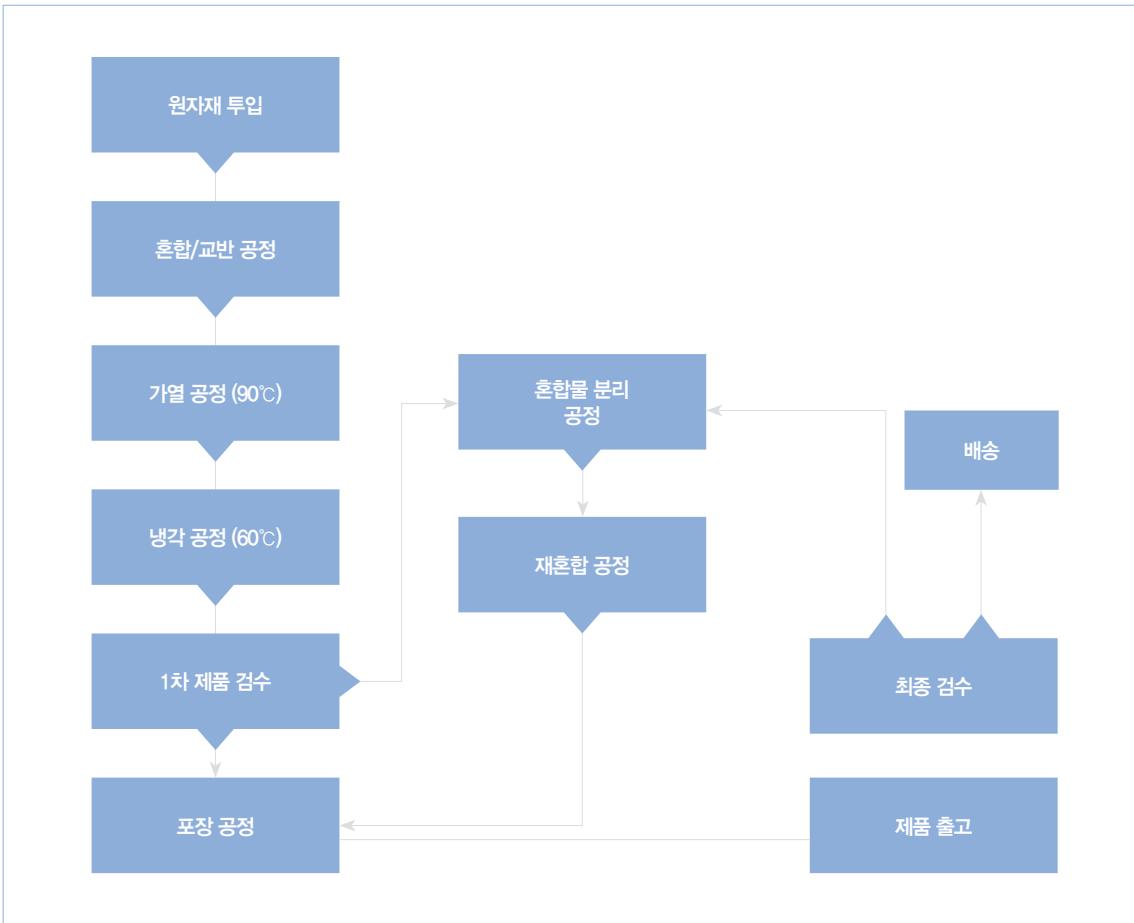 원자재 투입
혼합/교반 공정
가열 공정 (90℃)
냉각 공정 (60℃)
1차 제품 검수
포장 공정
혼합물 분리
공정
재혼합 공정
배송
최종 검수
제품 출고